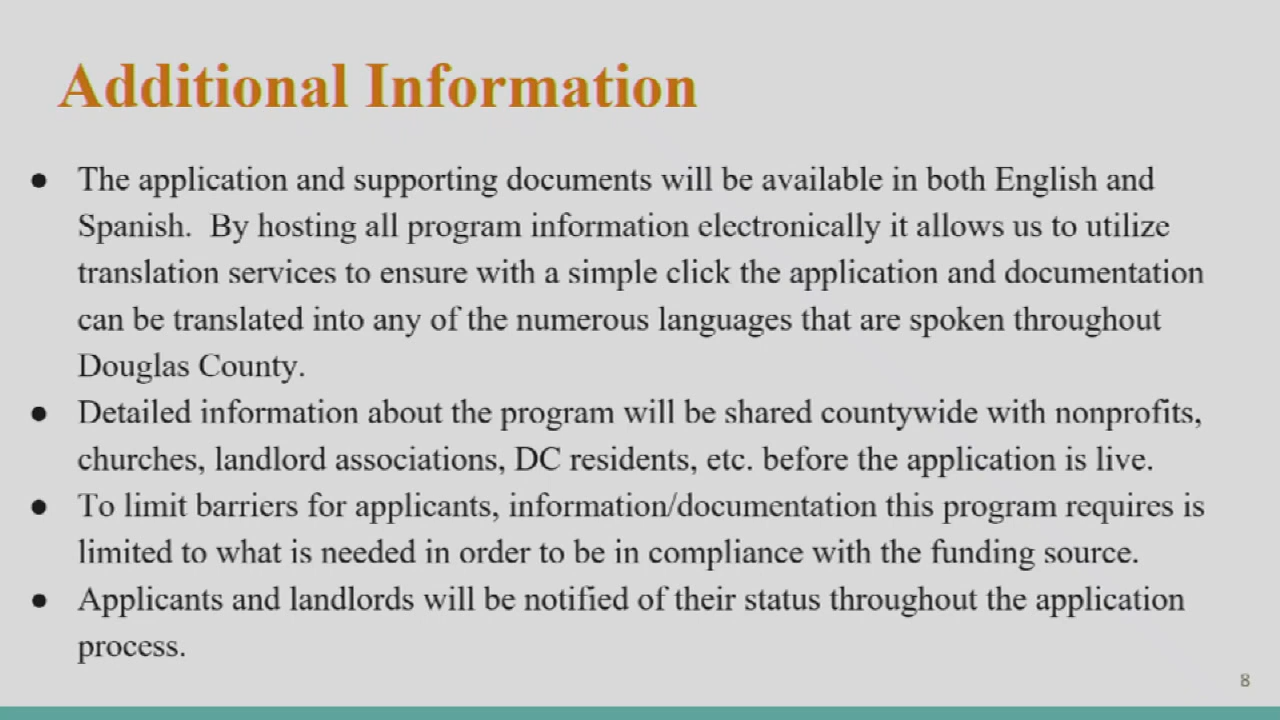 Additional Information
● The application and supporting documents will be available in both English and
Spanish.  By hosting all program information electronically it allows us to utilize
translation services to ensure with a simple click the application and documentation
can be translated into any of the numerous languages that are spoken throughout
Douglas County.
● Detailed information about the program will be shared countywide with nonprofits,
churches, landlord associations, DC residents, etc. before the application is live.
● To limit barriers for applicants, information/documentation this program requires is
limited to what is needed in order to be in compliance with the funding source.
● Applicants and landlords will be notified of their status throughout the application
process.
8